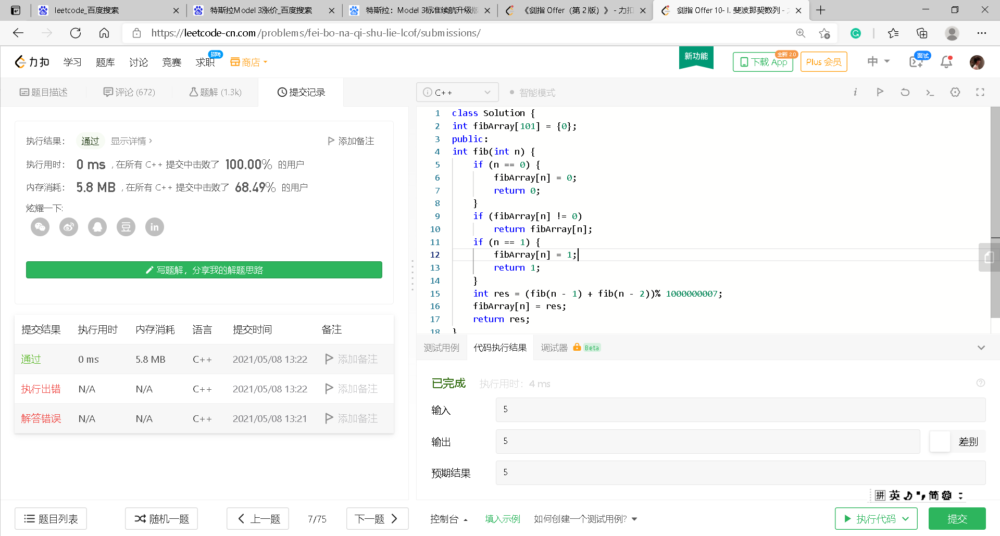 leetcode_百度搜索
特斯拉Model 3涨价_百度搜索
特斯拉：Model 3标准续航升级版
《剑指 Offer（第 2 版）》 - 力扣
剑指 Offer 10- I. 斐波那契数列 -
https://leetcode-cn.com/problems/fei-bo-na-qi-shu-lie-lcof/submissions/
力扣
学习
题库
讨论
竞赛
求职
招聘
商店
新功能
下载 App
全新 2.0
Plus 会员
中
面试
题目描述
评论 (672)
题解 (1.3k)
提交记录
C++
智能模式
执行结果：
通过
显示详情 >
添加备注
执行用时：
0 ms
, 在所有 C++ 提交中击败了
100.00%
的用户
内存消耗：
5.8 MB
, 在所有 C++ 提交中击败了
68.49%
的用户
炫耀一下:
豆
in
写题解，分享我的解题思路
提交结果
执行用时
内存消耗
语言
提交时间
备注
通过
0 ms
5.8 MB
C++
2021/05/08 13:22
添加备注
执行出错
N/A
N/A
C++
2021/05/08 13:22
添加备注
解答错误
N/A
N/A
C++
2021/05/08 13:21
添加备注
1 class Solution {
2 int fibArray[101] = {0};
3 public:
4 int fib(int n) {
5 if (n == 0) {
6 fibArray[n] = 0;
7 return 0;
8 }
9 if (fibArray[n] != 0)
10 return fibArray[n];
11 if (n == 1) {
12 fibArray[n] = 1;
13 return 1;
14 }
15 int res = (fib(n - 1) + fib(n - 2))% 1000000007;
16 fibArray[n] = res;
17 return res;
18 }
测试用例
代码执行结果
调试器
Beta
已完成
执行用时：4 ms
输入
5
输出
5
差别
预期结果
5
拼 英 简
题目列表
随机一题
上一题
7/75
下一题
控制台
填入示例
如何创建一个测试用例?
执行代码
提交